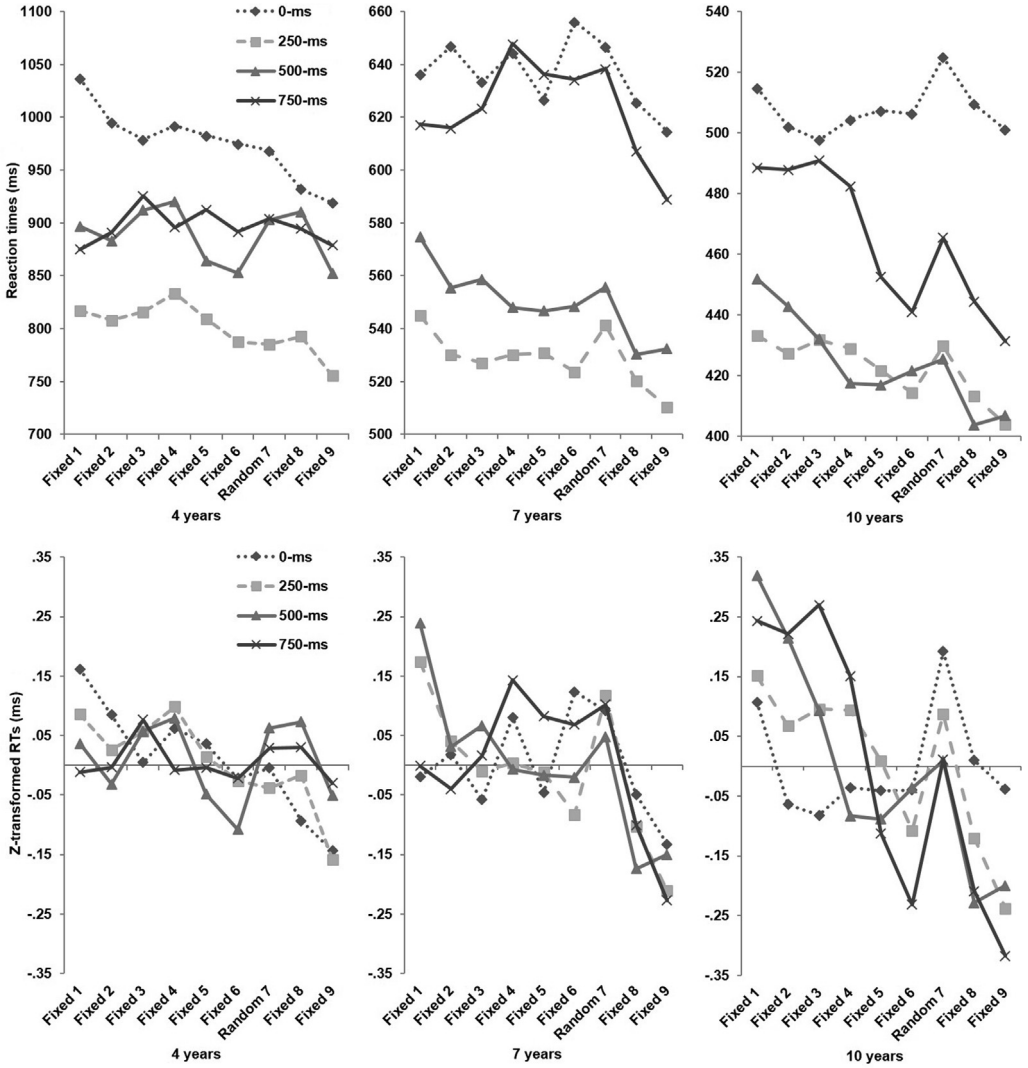 1100
1050
1000
950
900
850
800
750
700
Reaction times (ms)
0-ms
250-ms
500-ms
750-ms
Fixed 1
Fixed 2
Fixed 3
Fixed 4
Fixed 5
Fixed 6
Random 7
Fixed 8
Fixed 9
4 years
660
640
620
600
580
560
540
520
500
Fixed 1
Fixed 2
Fixed 3
Fixed 4
Fixed 5
Fixed 6
Random 7
Fixed 8
Fixed 9
7 years
540
520
500
480
460
440
420
400
Fixed 1
Fixed 2
Fixed 3
Fixed 4
Fixed 5
Fixed 6
Random 7
Fixed 8
Fixed 9
10 years
.35
.25
.15
.05
-.05
-.15
-.25
-.35
Z-transformed RTs (ms)
0-ms
250-ms
500-ms
750-ms
Fixed 1
Fixed 2
Fixed 3
Fixed 4
Fixed 5
Fixed 6
Random 7
Fixed 8
Fixed 9
4 years
.35
.25
.15
.05
-.05
-.15
-.25
-.35
Fixed 1
Fixed 2
Fixed 3
Fixed 4
Fixed 5
Fixed 6
Random 7
Fixed 8
Fixed 9
7 years
.35
.25
.15
.05
-.05
-.15
-.25
-.35
Fixed 1
Fixed 2
Fixed 3
Fixed 4
Fixed 5
Fixed 6
Random 7
Fixed 8
Fixed 9
10 years